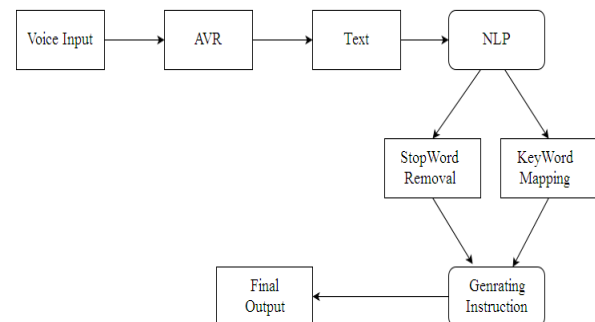 Voice Input
AVR
Text
NLP
StopWord
Removal
KeyWord
Mapping
Final
Output
Genrating
Instruction